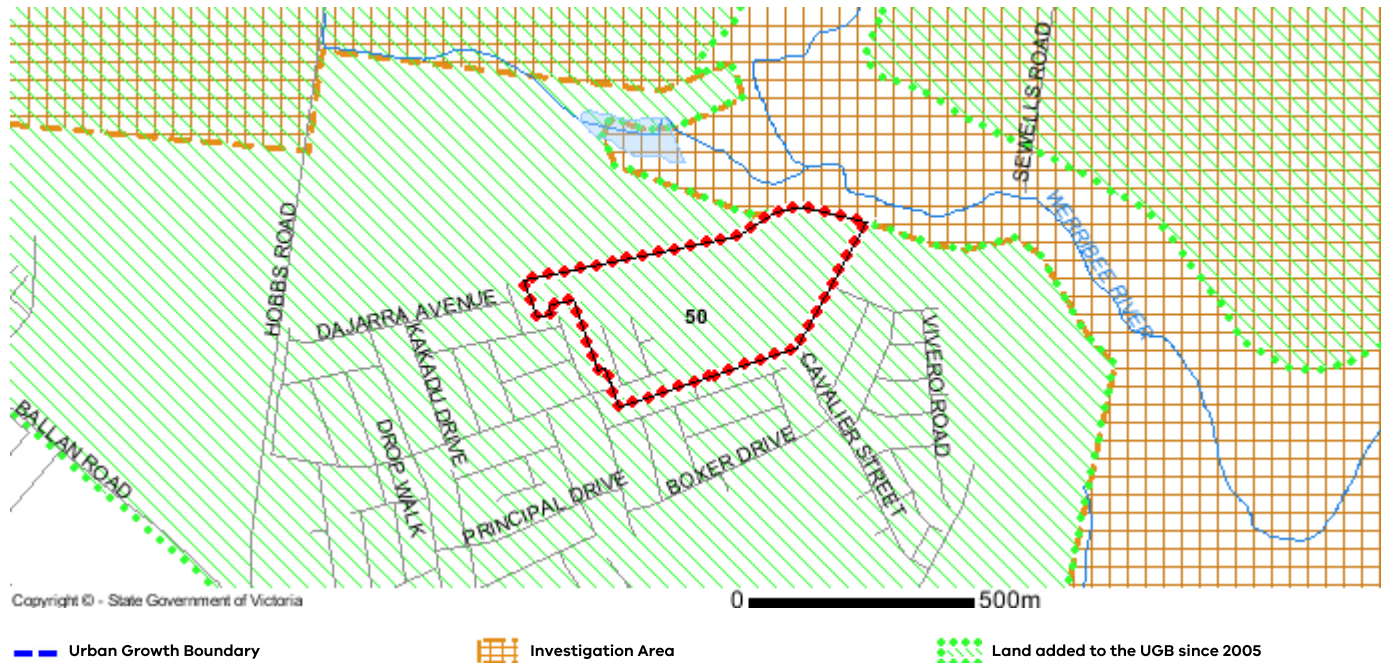 SEWELLS ROAD
WERRIBEE RIVER
HOBBS ROAD
DAJARRA AVENUE
50
KAKADU DRIVE
VIVERO ROAD
CAVALIER STREET
BALLAN ROAD
DROP WALK
BOXER DRIVE
PRINCIPAL DRIVE
Copyright © - State Government of Victoria
0 500m
Urban Growth Boundary Investigation Area Land added to the UGB since 2005